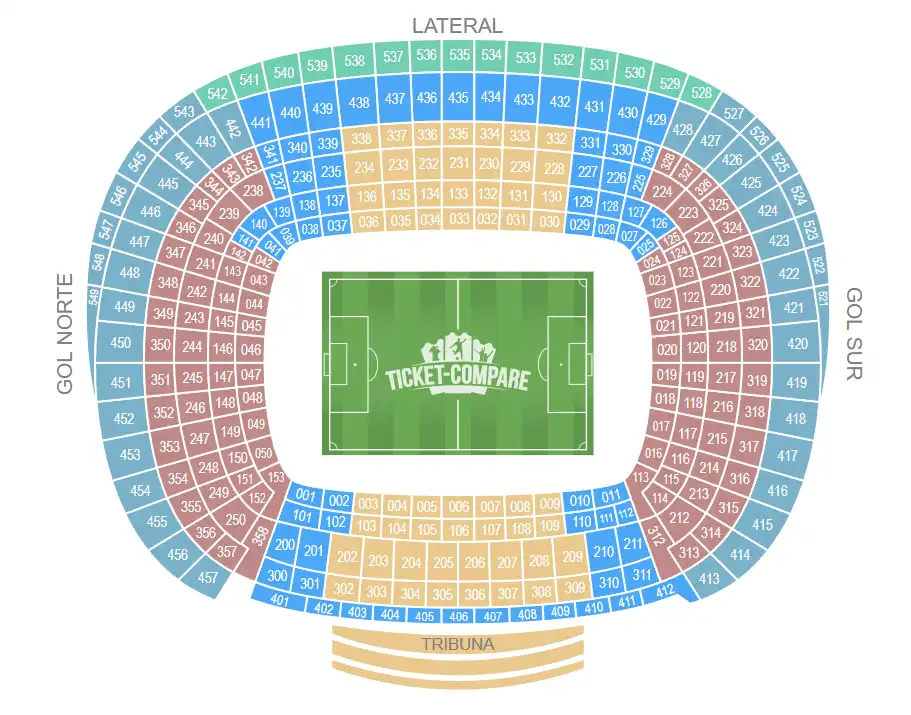 LATERAL
542 541 540 539 538 537 536 535 534 533 532 531 530 529 528
543 544 545 546 547 548 549
527 526 525 524 523 522 521
441 440 439 438 437 436 435 434 433 432 431 430 429
442 443 444 445 446 447 448 449 450 451 452 453 454 455 456 457
428 427 426 425 424 423 422 421 420 419 418 417 416 415 414 413
341 340 339 338 337 336 335 334 333 332 331 330 329
342 343 344 345 346 347 348 349 350 351 352 353 354 355 356 357 358
328 327 326 325 324 323 322 321 320 319 318 317 316 315 314 313 312
237 236 235 234 233 232 231 230 229 228 227 226 225
238 239 240 241 242 243 244 245 246 247 248 249 250
224 223 222 221 220 219 218 217 216 215 214 213 212
141 140 139 138 137 136 135 134 133 132 131 130 129 128 127 126
142 143 144 145 146 147 148 149 150 151 152 153
125 124 123 122 121 120 119 118 117 116 115 114 113
041 039 038 037 036 035 034 033 032 031 030 029 028 027 025
042 043 044 045 046 047 048 049 050
024 023 022 021 020 019 018 017 016
GOL NORTE
TICKET-COMPARE
GOL SUR
001 002 003 004 005 006 007 008 009 010 011
101 102 103 104 105 106 107 108 109 110 111 112
200 201 202 203 204 205 206 207 208 209 210 211
300 301 302 303 304 305 306 307 308 309 310 311
401 402 403 404 405 406 407 408 409 410 411 412
TRIBUNA